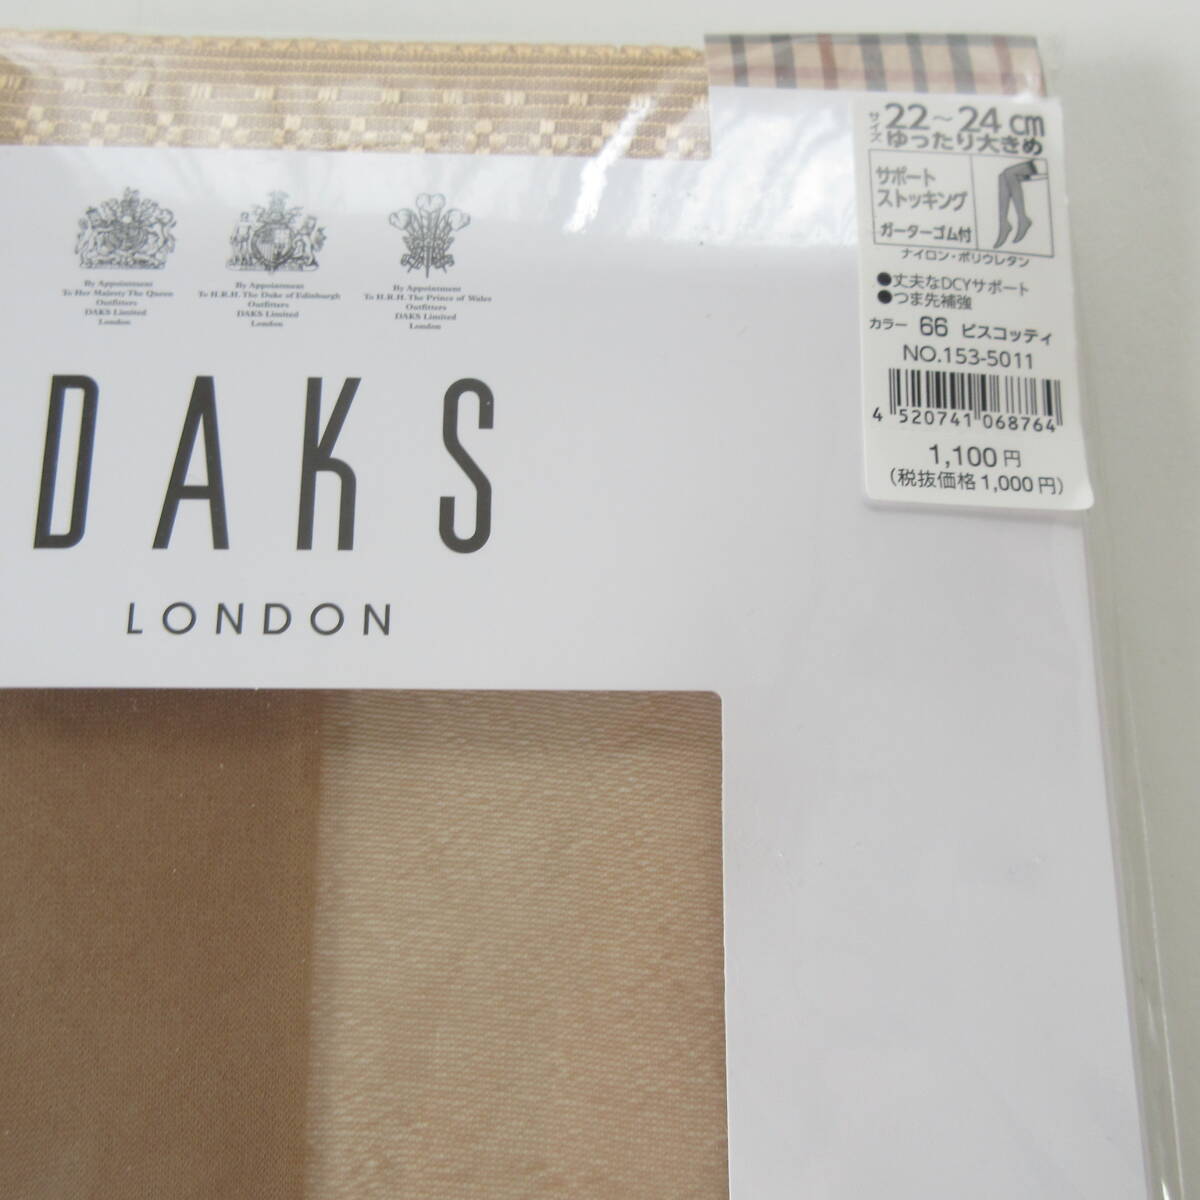 By Appointment
To Her Majesty The Queen
Outfitters
DAKS Limited
London
By Appointment
To H.R.H. The Duke of Edinburgh
Outfitters
DAKS Limited
London
By Appointment
To H.R.H. The Prince of Wales
Outfitters
DAKS Limited
London
DAKS
LONDON
サイズ 22～24cm
ゆったり大きめ
サポート
ストッキング
ガーターゴム付
ナイロン・ポリウレタン
●丈夫なDCYサポート
●つま先補強
カラー 66 ビスコッティ
NO.153-5011
4 520741 068764
1,100円
(税抜価格1,000円)